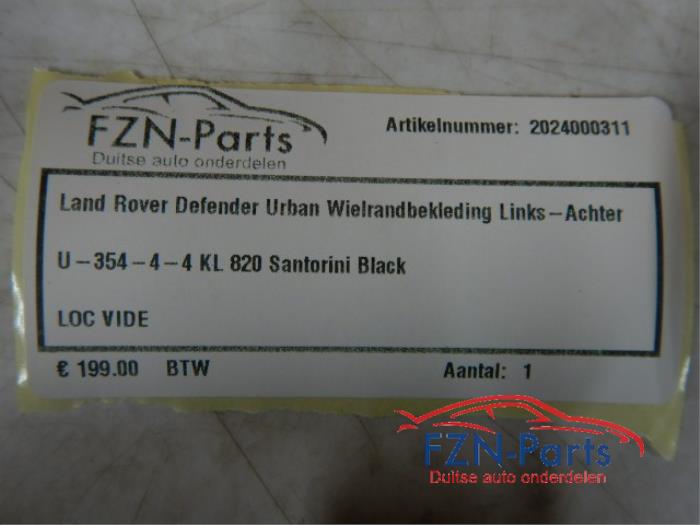 FZN-Parts
Duitse auto onderdelen
Artikelnummer: 2024000311
Land Rover Defender Urban Wielrandbekleding Links-Achter
U-354-4-4 KL 820 Santorini Black
LOC VIDE
€ 199.00 BTW Aantal: 1
FZN-Parts
Duitse auto onderdelen